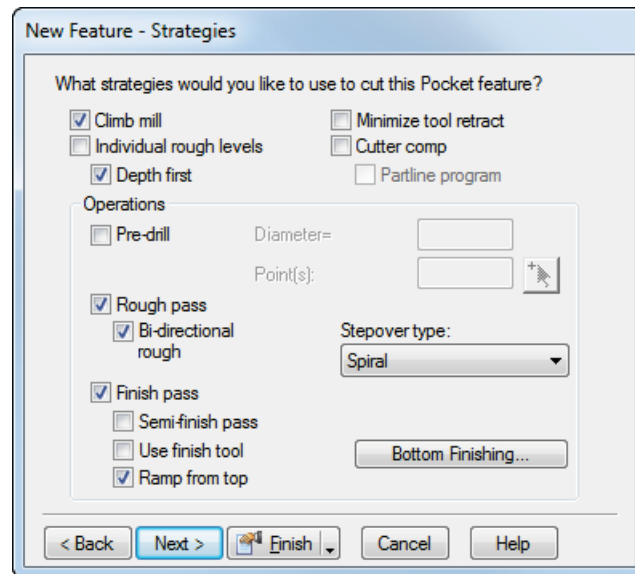 New Feature - Strategies
What strategies would you like to use to cut this Pocket feature?
Climb mill
Minimize tool retract
Individual rough levels
Cutter comp
Depth first
Partline program
Operations
Pre-drill
Diameter=
Point(s):
Rough pass
Bi-directional
rough
Stepover type:
Spiral
Finish pass
Semi-finish pass
Use finish tool
Bottom Finishing...
Ramp from top
< Back
Next >
Finish
Cancel
Help